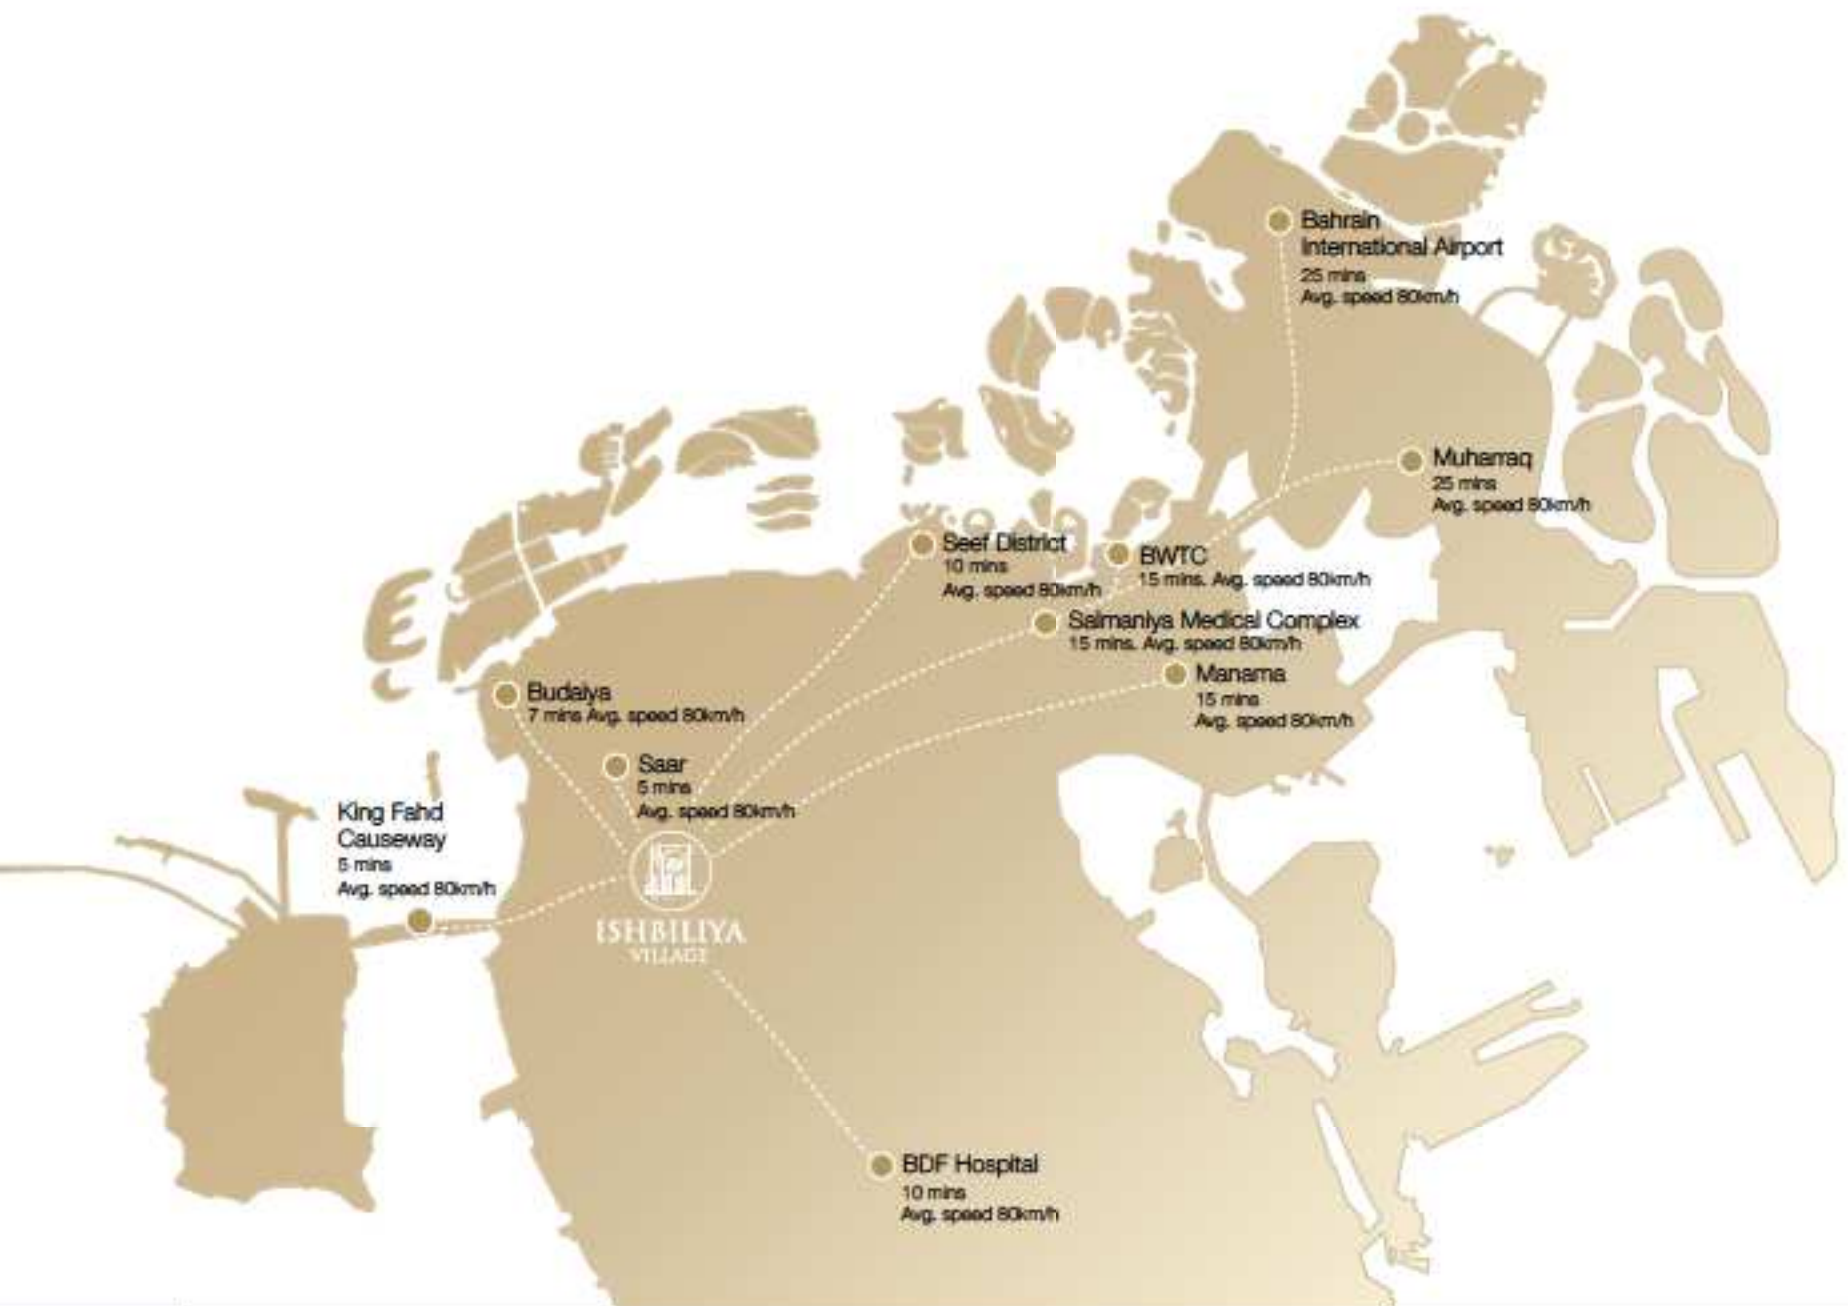 Bahrain
International Airport
25 mins
Avg. speed 80km/h
Muharraq
25 mins
Avg. speed 80km/h
Seef District
10 mins
Avg. speed 80km/h
BWTC
15 mins. Avg. speed 80km/h
Salmaniya Medical Complex
15 mins. Avg. speed 80km/h
Manama
15 mins
Avg. speed 80km/h
Budaiya
7 mins Avg. speed 80km/h
Saar
5 mins
Avg. speed 80km/h
King Fahd
Causeway
5 mins
Avg. speed 80km/h
ISHBILIYA
VILLAGE
BDF Hospital
10 mins
Avg. speed 80km/h